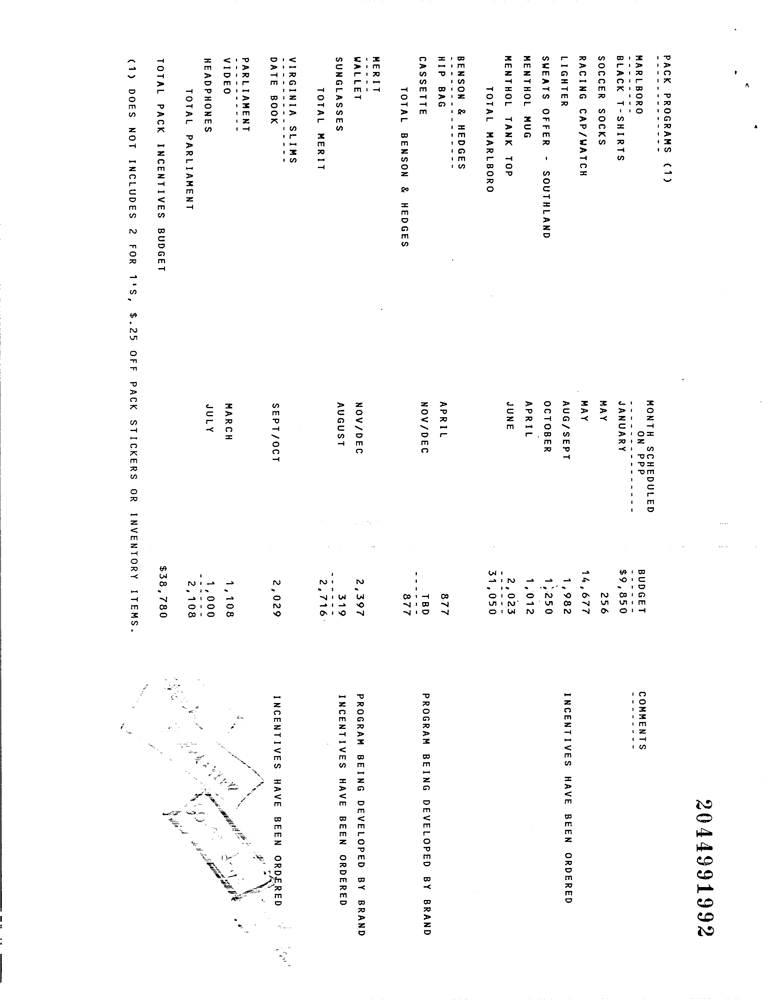 2044991992
PACK PROGRAMS (1)
-----------------
MONTH SCHEDULED
MARLBORO ON PPP BUDGET COMMENTS
-------- --------------- ------ --------
BLACK T-SHIRTS JANUARY $9,850
SOCCER SOCKS MAY 256
RACING CAP/WATCH MAY 14,677
LIGHTER AUG/SEPT 1,982 INCENTIVES HAVE BEEN ORDERED
SWEATS OFFER - SOUTHLAND OCTOBER 1,250
MENTHOL MUG APRIL 1,012
MENTHOL TANK TOP JUNE 2,023
------
TOTAL MARLBORO 31,050
BENSON & HEDGES
---------------
HIP BAG APRIL 877
CASSETTE NOV/DEC TBD PROGRAM BEING DEVELOPED BY BRAND
------
TOTAL BENSON & HEDGES 877
MERIT
-----
WALLET NOV/DEC 2,397 PROGRAM BEING DEVELOPED BY BRAND
SUNGLASSES AUGUST 319 INCENTIVES HAVE BEEN ORDERED
------
TOTAL MERIT 2,716
VIRGINIA SLIMS
--------------
DATE BOOK SEPT/OCT 2,029 INCENTIVES HAVE BEEN ORDERED
PARLIAMENT
----------
VIDEO MARCH 1,108
HEADPHONES JULY 1,000
------
TOTAL PARLIAMENT 2,108
TOTAL PACK INCENTIVES BUDGET $38,780
(1) DOES NOT INCLUDES 2 FOR 1'S, $.25 OFF PACK STICKERS OR INVENTORY ITEMS.